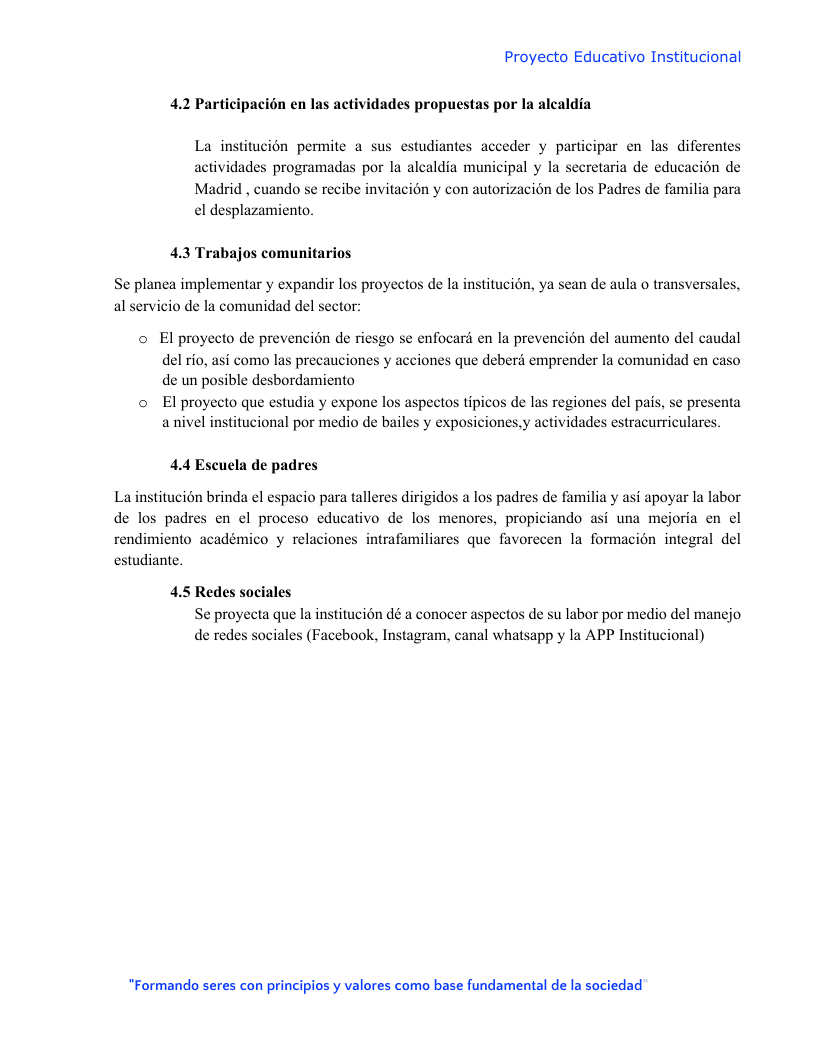 Proyecto Educativo Institucional
4.2 Participación en las actividades propuestas por la alcaldía
La institución permite a sus estudiantes acceder y participar en las diferentes
actividades programadas por la alcaldía municipal y la secretaria de educación de
Madrid , cuando se recibe invitación y con autorización de los Padres de familia para
el desplazamiento.
4.3 Trabajos comunitarios
Se planea implementar y expandir los proyectos de la institución, ya sean de aula o transversales,
al servicio de la comunidad del sector:
o El proyecto de prevención de riesgo se enfocará en la prevención del aumento del caudal
del río, así como las precauciones y acciones que deberá emprender la comunidad en caso
de un posible desbordamiento
o El proyecto que estudia y expone los aspectos típicos de las regiones del país, se presenta
a nivel institucional por medio de bailes y exposiciones,y actividades estracurriculares.
4.4 Escuela de padres
La institución brinda el espacio para talleres dirigidos a los padres de familia y así apoyar la labor
de los padres en el proceso educativo de los menores, propiciando así una mejoría en el
rendimiento académico y relaciones intrafamiliares que favorecen la formación integral del
estudiante.
4.5 Redes sociales
Se proyecta que la institución dé a conocer aspectos de su labor por medio del manejo
de redes sociales (Facebook, Instagram, canal whatsapp y la APP Institucional)
"Formando seres con principios y valores como base fundamental de la sociedad"